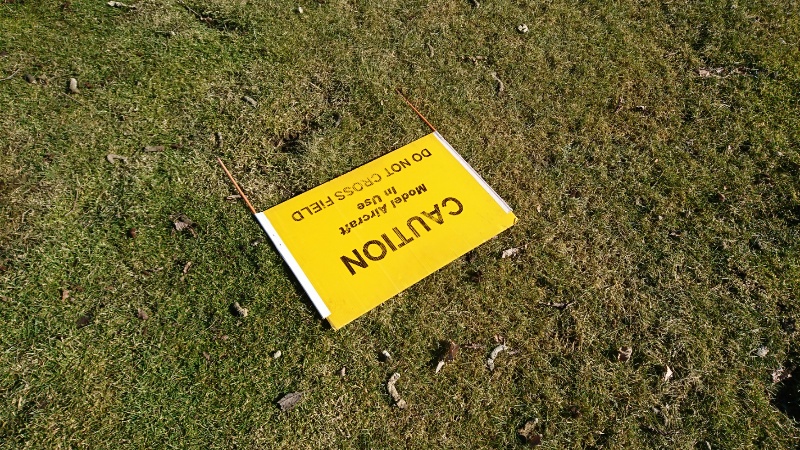 CAUTION
Model Aircraft
In Use
DO NOT CROSS FIELD